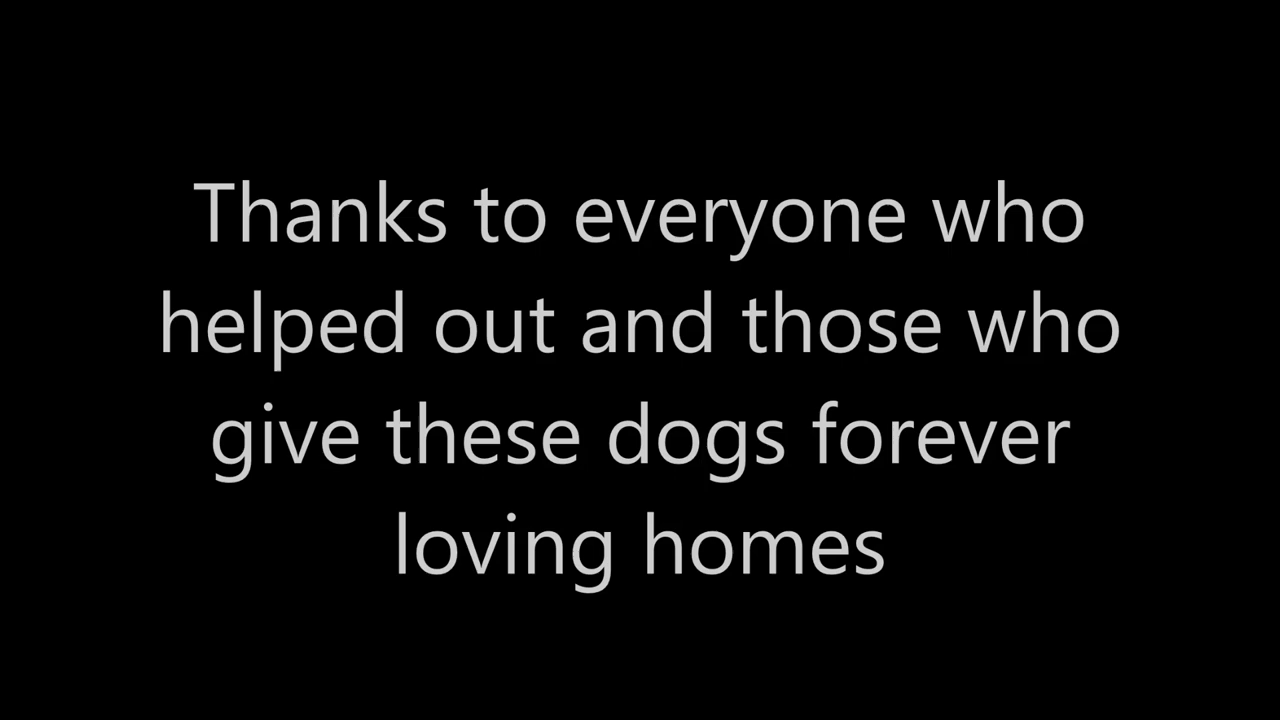 Thanks to everyone who
helped out and those who
give these dogs forever
loving homes